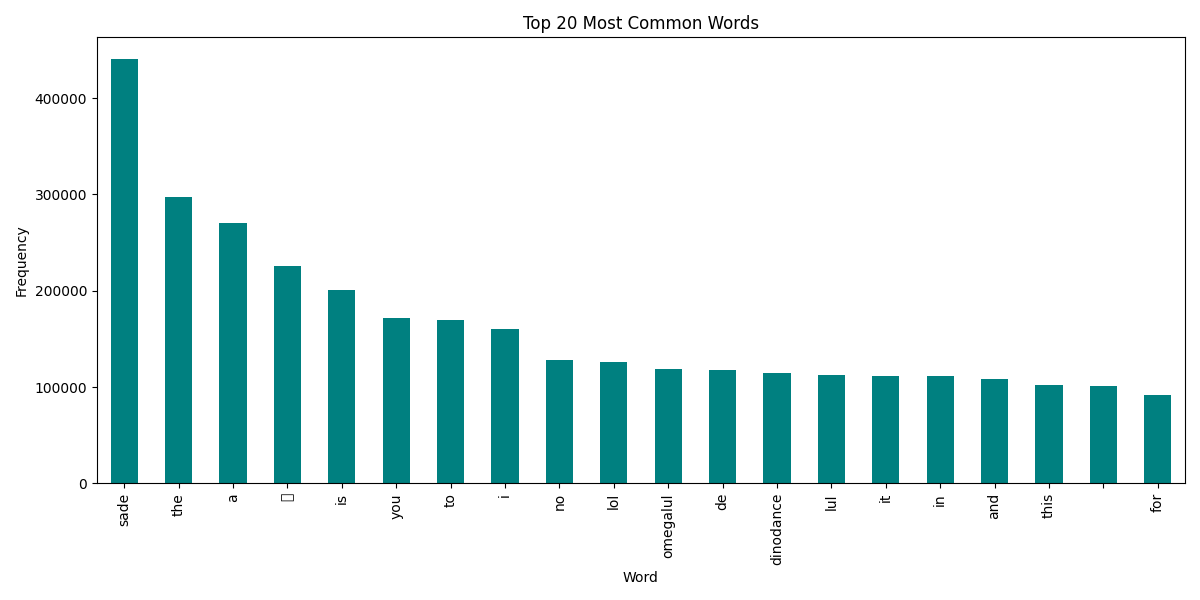 Top 20 Most Common Words
Frequency
400000
300000
200000
100000
0
sade
the
a
is
you
to
i
no
lol
omegalul
de
dinodance
lul
it
in
and
this
for
Word